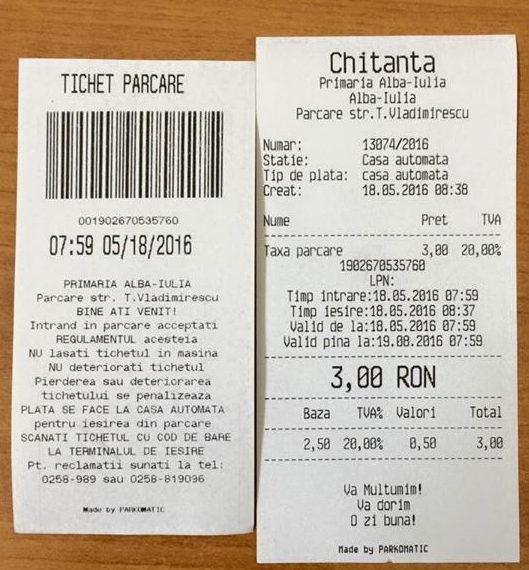 TICHET PARCARE
001902670535760
07:59 05/18/2016
PRIMARIA ALBA-IULIA
Parcare str. T.Vladimirescu
BINE ATI VENIT!
Intrand in parcare acceptati
REGULAMENTUL acesteia
NU lasati tichetul in masina
NU deteriorati tichetul
Pierderea sau deteriorarea
tichetului se penalizeaza
PLATA SE FACE LA CASA AUTOMATA
pentru iesirea din parcare
SCANATI TICHETUL CU COD DE BARE
LA TERMINALUL DE IESIRE
Pt. reclamatii sunati la tel:
0258-989 sau 0258-819096
Made by PARKOMATIC
Chitanta
Primaria Alba-Iulia
Alba-Iulia
Parcare str.T.Vladimirescu
Numar: 13074/2016
Statie: Casa automata
Tip de plata: casa automata
Creat: 18.05.2016 08:38
Nume Pret TVA
Taxa parcare 3,00 20,00%
1902670535760
LPN:
Timp intrare:18.05.2016 07:59
Timp iesire:18.05.2016 08:37
Valid de la:18.05.2016 07:59
Valid pina la:19.08.2016 07:59
3,00 RON
Baza TVA% Valori Total
2,50 20,00% 0,50 3,00
Va Multumim!
Va dorim
O zi buna!
Made by PARKOMATIC